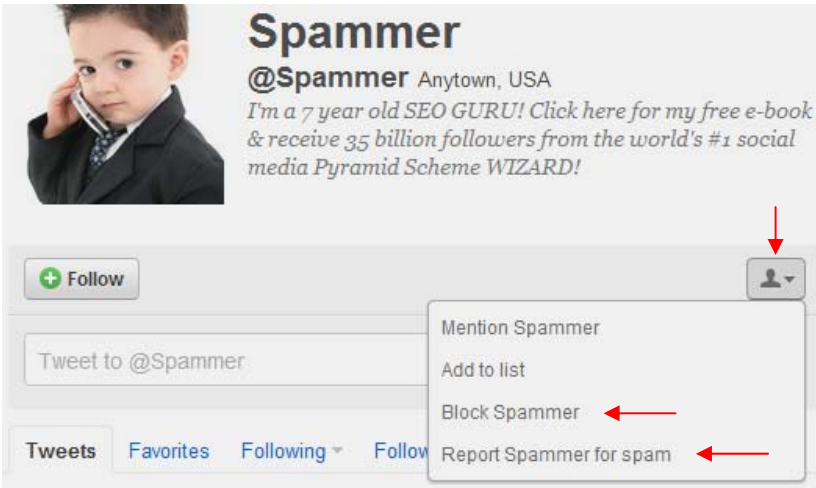 Spammer
@Spammer Anytown, USA
I'm a 7 year old SEO GURU! Click here for my free e-book
& receive 35 billion followers from the world's #1 social
media Pyramid Scheme WIZARD!
Follow
Mention Spammer
Tweet to @Spammer
Add to list
Block Spammer
Tweets Favorites Following Follow
Report Spammer for spam